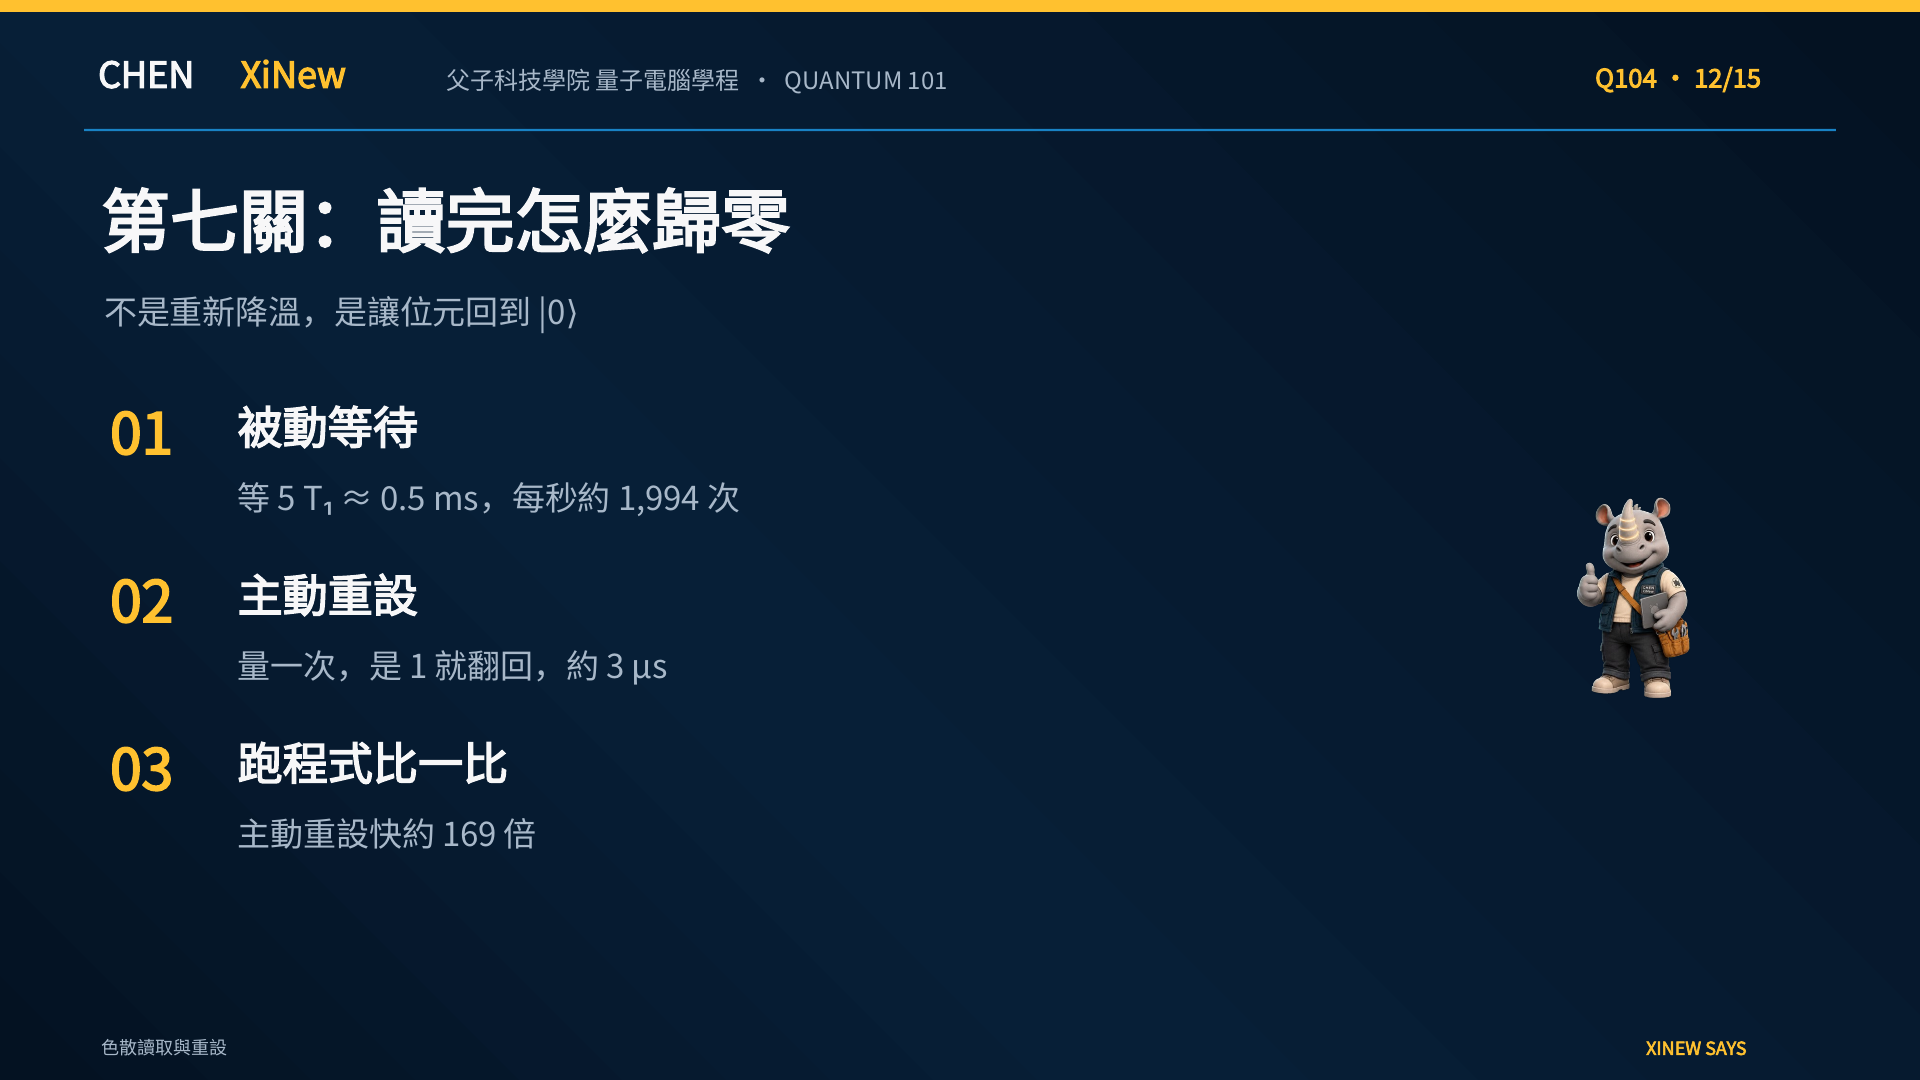 CHEN XiNew 父子科技學院 量子電腦學程 · QUANTUM 101 Q104 · 12/15
第七關：讀完怎麼歸零
不是重新降溫，是讓位元回到 |0⟩
01 被動等待
等 5 T₁ ≈ 0.5 ms，每秒約 1,994 次
02 主動重設
量一次，是 1 就翻回，約 3 μs
03 跑程式比一比
主動重設快約 169 倍
色散讀取與重設 XINEW SAYS